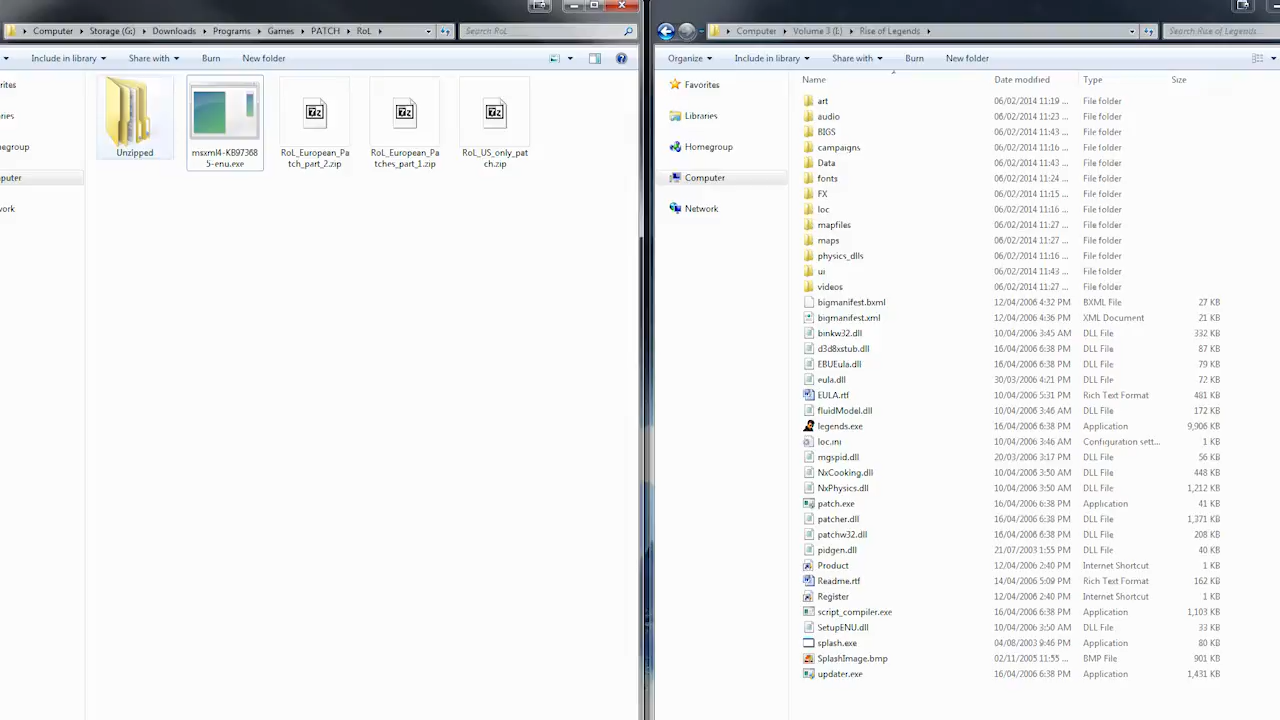 Computer Storage (G:) Downloads Programs Games PATCH RoL
Search RoL
Include in library Share with Burn New folder
Unzipped
msxml4-KB97368
5-enu.exe
RoL_European_Pa
tch_part_2.zip
RoL_European_Pa
tches_part_1.zip
RoL_US_only_pat
ch.zip
Computer Volume 3 (I:) Rise of Legends
Search Rise of Legends
Organize Include in library Share with Burn New folder
Favorites
Libraries
Homegroup
Computer
Network
Name Date modified Type Size
art 06/02/2014 11:19 ... File folder
audio 06/02/2014 11:23 ... File folder
BIGS 06/02/2014 11:43 ... File folder
campaigns 06/02/2014 11:43 ... File folder
Data 06/02/2014 11:43 ... File folder
fonts 06/02/2014 11:24 ... File folder
FX 06/02/2014 11:15 ... File folder
loc 06/02/2014 11:16 ... File folder
mapfiles 06/02/2014 11:27 ... File folder
maps 06/02/2014 11:27 ... File folder
physics_dlls 06/02/2014 11:16 ... File folder
ui 06/02/2014 11:43 ... File folder
videos 06/02/2014 11:27 ... File folder
bigmanifest.bxml 12/04/2006 4:32 PM BXML File 27 KB
bigmanifest.xml 12/04/2006 4:36 PM XML Document 21 KB
binkw32.dll 10/04/2006 3:45 AM DLL File 332 KB
d3d8xstub.dll 16/04/2006 6:38 PM DLL File 87 KB
EBUEula.dll 16/04/2006 6:38 PM DLL File 79 KB
eula.dll 30/03/2006 4:21 PM DLL File 72 KB
EULA.rtf 10/04/2006 5:31 PM Rich Text Format 481 KB
fluidModel.dll 10/04/2006 3:46 AM DLL File 172 KB
legends.exe 16/04/2006 6:38 PM Application 9,906 KB
loc.ini 10/04/2006 3:46 AM Configuration sett... 1 KB
mgspid.dll 20/03/2006 3:17 PM DLL File 56 KB
NxCooking.dll 10/04/2006 3:50 AM DLL File 448 KB
NxPhysics.dll 10/04/2006 3:50 AM DLL File 1,212 KB
patch.exe 16/04/2006 6:38 PM Application 41 KB
patcher.dll 16/04/2006 6:38 PM DLL File 1,371 KB
patchw32.dll 16/04/2006 6:38 PM DLL File 208 KB
pidgen.dll 21/07/2003 1:55 PM DLL File 40 KB
Product 12/04/2006 2:40 PM Internet Shortcut 1 KB
Readme.rtf 14/04/2006 5:09 PM Rich Text Format 162 KB
Register 12/04/2006 2:40 PM Internet Shortcut 1 KB
script_compiler.exe 16/04/2006 6:38 PM Application 1,103 KB
SetupENU.dll 10/04/2006 3:50 AM DLL File 33 KB
splash.exe 04/08/2003 9:46 PM Application 80 KB
SplashImage.bmp 02/11/2005 11:55 ... BMP File 901 KB
updater.exe 16/04/2006 6:38 PM Application 1,431 KB